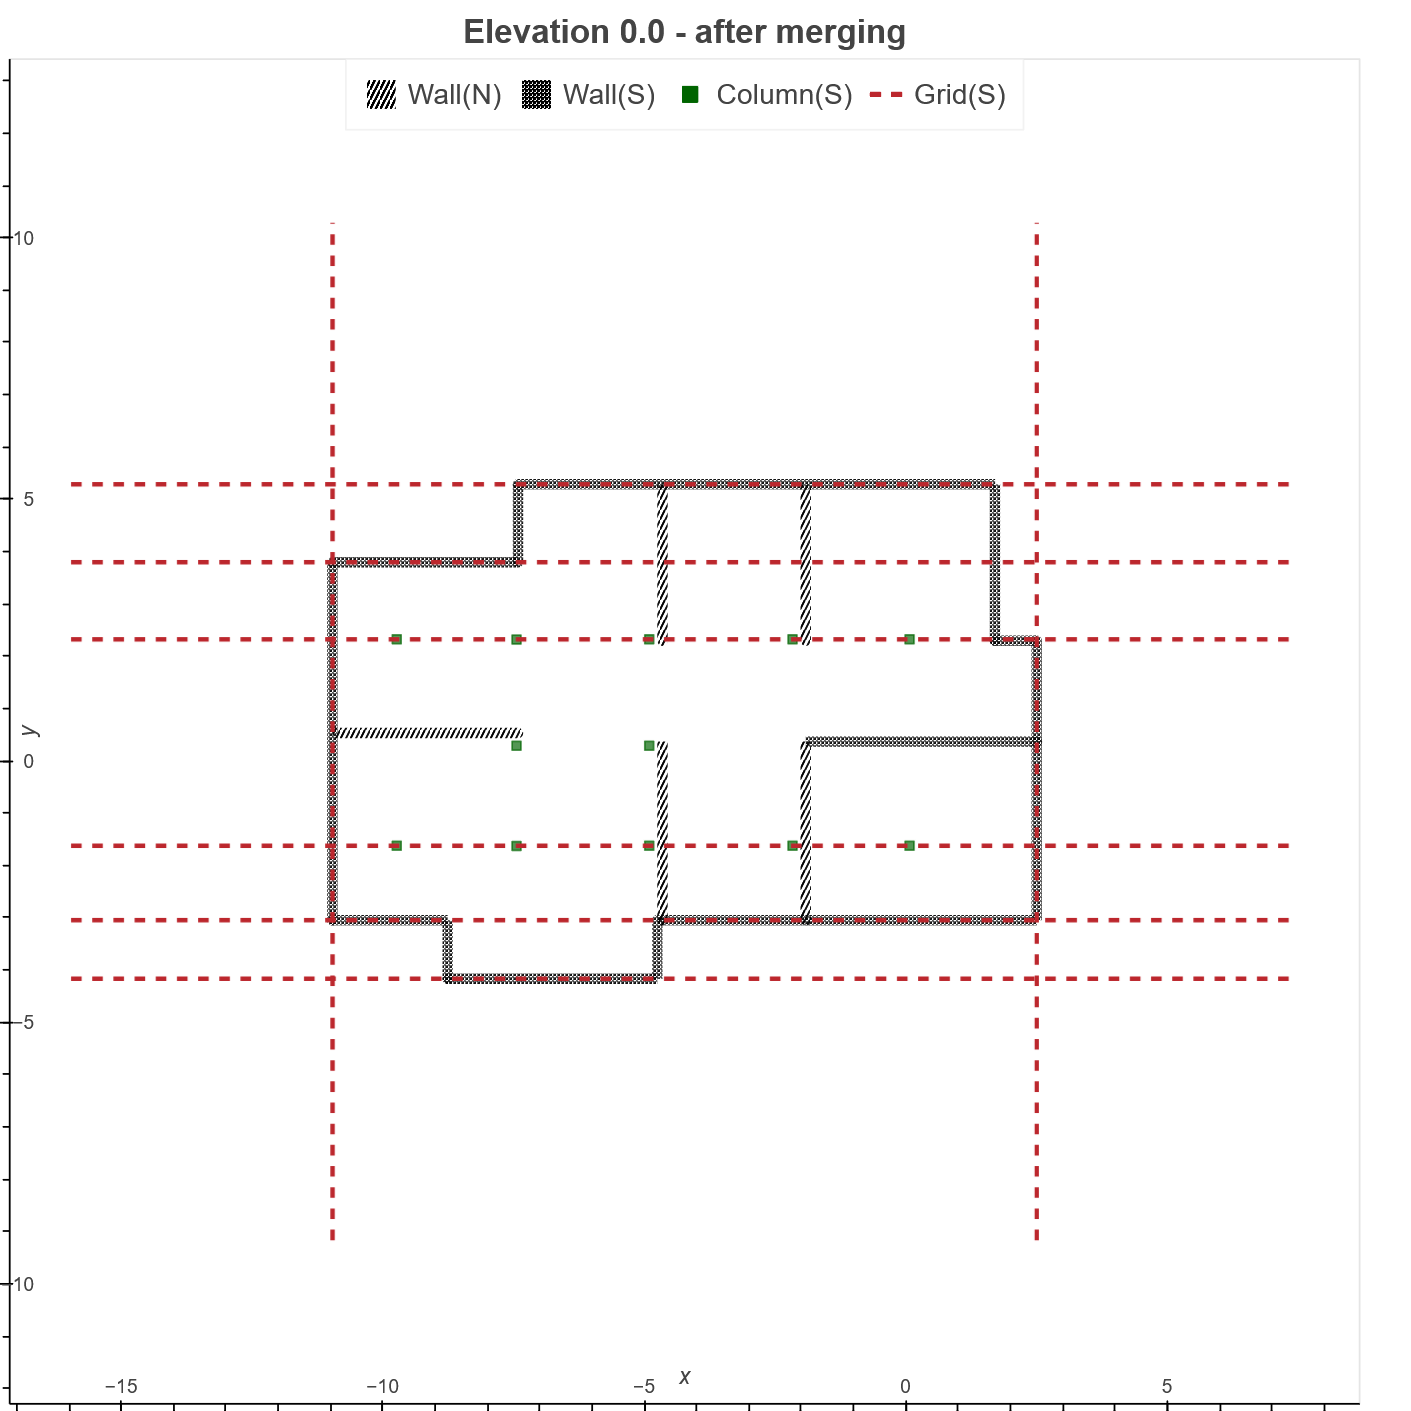 Elevation 0.0 - after merging
Wall(N) Wall(S) Column(S) Grid(S)
10
5
y
0
−5
−10
x
−15 −10 −5 0 5